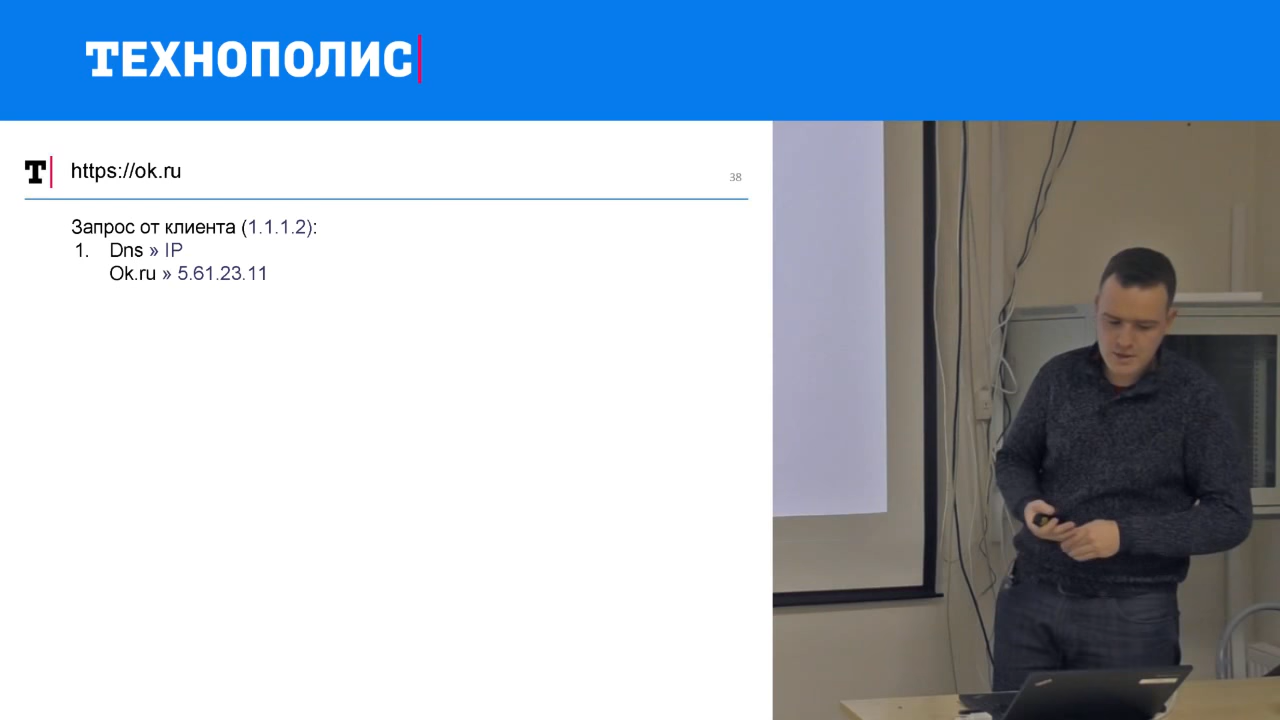 ТЕХНОПОЛИС
Т https://ok.ru
38
Запрос от клиента (1.1.1.2):
1. Dns » IP
Ok.ru » 5.61.23.11